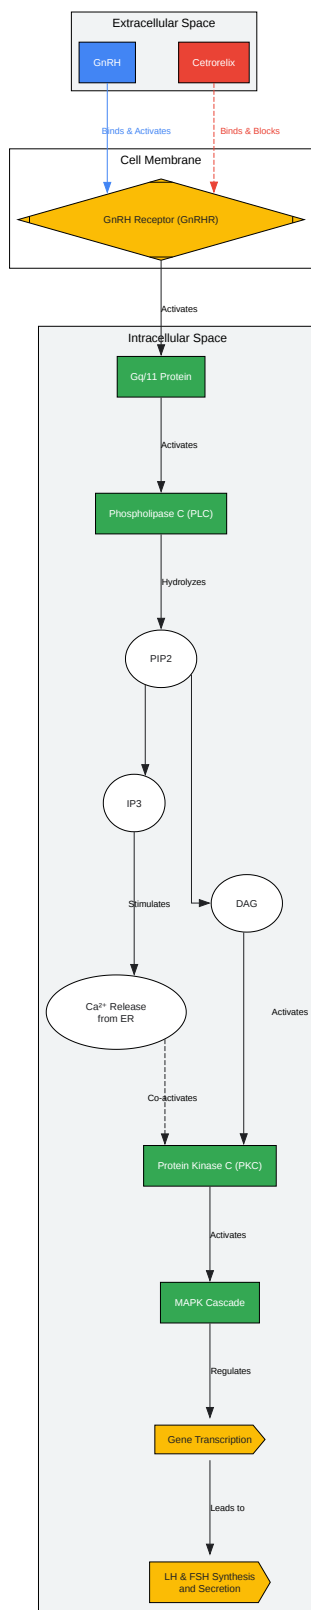 Extracellular Space
GnRH
Cetrorelix
Binds & Activates
Binds & Blocks
Cell Membrane
GnRH Receptor (GnRHR)
Activates
Intracellular Space
Gq/11 Protein
Activates
Phospholipase C (PLC)
Hydrolyzes
PIP2
IP3
Stimulates
DAG
Ca²⁺ Release
from ER
Activates
Co-activates
Protein Kinase C (PKC)
Activates
MAPK Cascade
Regulates
Gene Transcription
Leads to
LH & FSH Synthesis
and Secretion